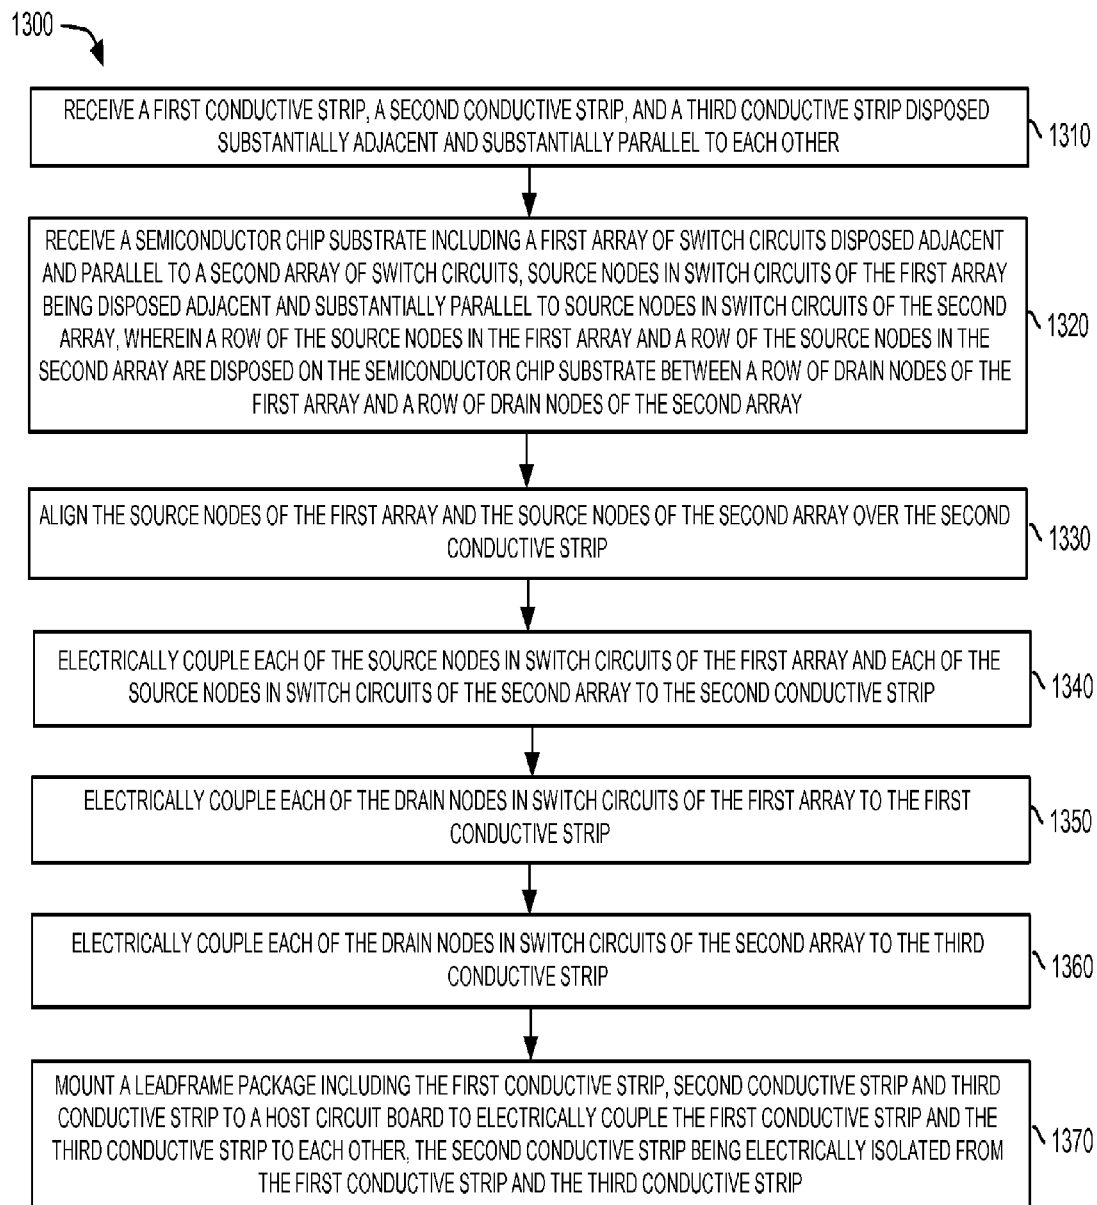 1300
RECEIVE A FIRST CONDUCTIVE STRIP, A SECOND CONDUCTIVE STRIP, AND A THIRD CONDUCTIVE STRIP DISPOSED
SUBSTANTIALLY ADJACENT AND SUBSTANTIALLY PARALLEL TO EACH OTHER
1310
RECEIVE A SEMICONDUCTOR CHIP SUBSTRATE INCLUDING A FIRST ARRAY OF SWITCH CIRCUITS DISPOSED ADJACENT
AND PARALLEL TO A SECOND ARRAY OF SWITCH CIRCUITS, SOURCE NODES IN SWITCH CIRCUITS OF THE FIRST ARRAY
BEING DISPOSED ADJACENT AND SUBSTANTIALLY PARALLEL TO SOURCE NODES IN SWITCH CIRCUITS OF THE SECOND
ARRAY, WHEREIN A ROW OF THE SOURCE NODES IN THE FIRST ARRAY AND A ROW OF THE SOURCE NODES IN THE
SECOND ARRAY ARE DISPOSED ON THE SEMICONDUCTOR CHIP SUBSTRATE BETWEEN A ROW OF DRAIN NODES OF THE
FIRST ARRAY AND A ROW OF DRAIN NODES OF THE SECOND ARRAY
1320
ALIGN THE SOURCE NODES OF THE FIRST ARRAY AND THE SOURCE NODES OF THE SECOND ARRAY OVER THE SECOND
CONDUCTIVE STRIP
1330
ELECTRICALLY COUPLE EACH OF THE SOURCE NODES IN SWITCH CIRCUITS OF THE FIRST ARRAY AND EACH OF THE
SOURCE NODES IN SWITCH CIRCUITS OF THE SECOND ARRAY TO THE SECOND CONDUCTIVE STRIP
1340
ELECTRICALLY COUPLE EACH OF THE DRAIN NODES IN SWITCH CIRCUITS OF THE FIRST ARRAY TO THE FIRST
CONDUCTIVE STRIP
1350
ELECTRICALLY COUPLE EACH OF THE DRAIN NODES IN SWITCH CIRCUITS OF THE SECOND ARRAY TO THE THIRD
CONDUCTIVE STRIP
1360
MOUNT A LEADFRAME PACKAGE INCLUDING THE FIRST CONDUCTIVE STRIP, SECOND CONDUCTIVE STRIP AND THIRD
CONDUCTIVE STRIP TO A HOST CIRCUIT BOARD TO ELECTRICALLY COUPLE THE FIRST CONDUCTIVE STRIP AND THE
THIRD CONDUCTIVE STRIP TO EACH OTHER, THE SECOND CONDUCTIVE STRIP BEING ELECTRICALLY ISOLATED FROM
THE FIRST CONDUCTIVE STRIP AND THE THIRD CONDUCTIVE STRIP
1370